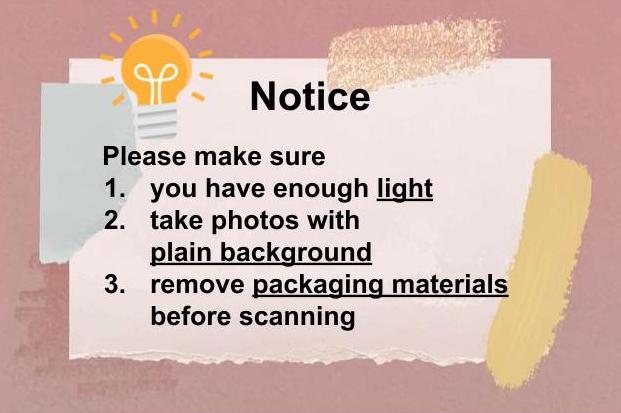 Notice
Please make sure
1. you have enough light
2. take photos with
plain background
3. remove packaging materials
before scanning